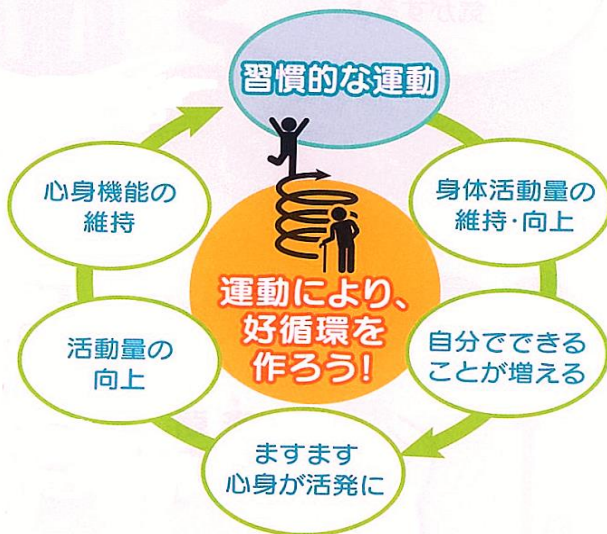 習慣的な運動
身体活動量の
維持・向上
自分でできる
ことが増える
ますます
心身が活発に
活動量の
向上
心身機能の
維持
運動により、
好循環を
作ろう!